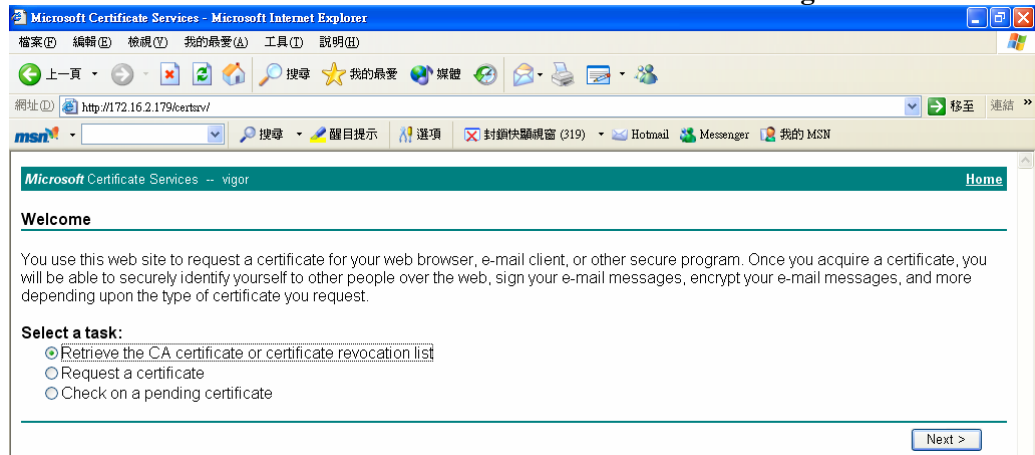 Microsoft Certificate Services - Microsoft Internet Explorer
檔案(F) 編輯(E) 檢視(V) 我的最愛(A) 工具(T) 說明(H)
上一頁 搜尋 我的最愛 媒體
網址(D) http://172.16.2.179/certsrv/ 移至 連結 »
msn 搜尋 醒目提示 選項 封鎖快顯視窗 (319) Hotmail Messenger 我的 MSN
Microsoft Certificate Services -- vigor Home
Welcome
You use this web site to request a certificate for your web browser, e-mail client, or other secure program. Once you acquire a certificate, you
will be able to securely identify yourself to other people over the web, sign your e-mail messages, encrypt your e-mail messages, and more
depending upon the type of certificate you request.
Select a task:
Retrieve the CA certificate or certificate revocation list
Request a certificate
Check on a pending certificate
Next >